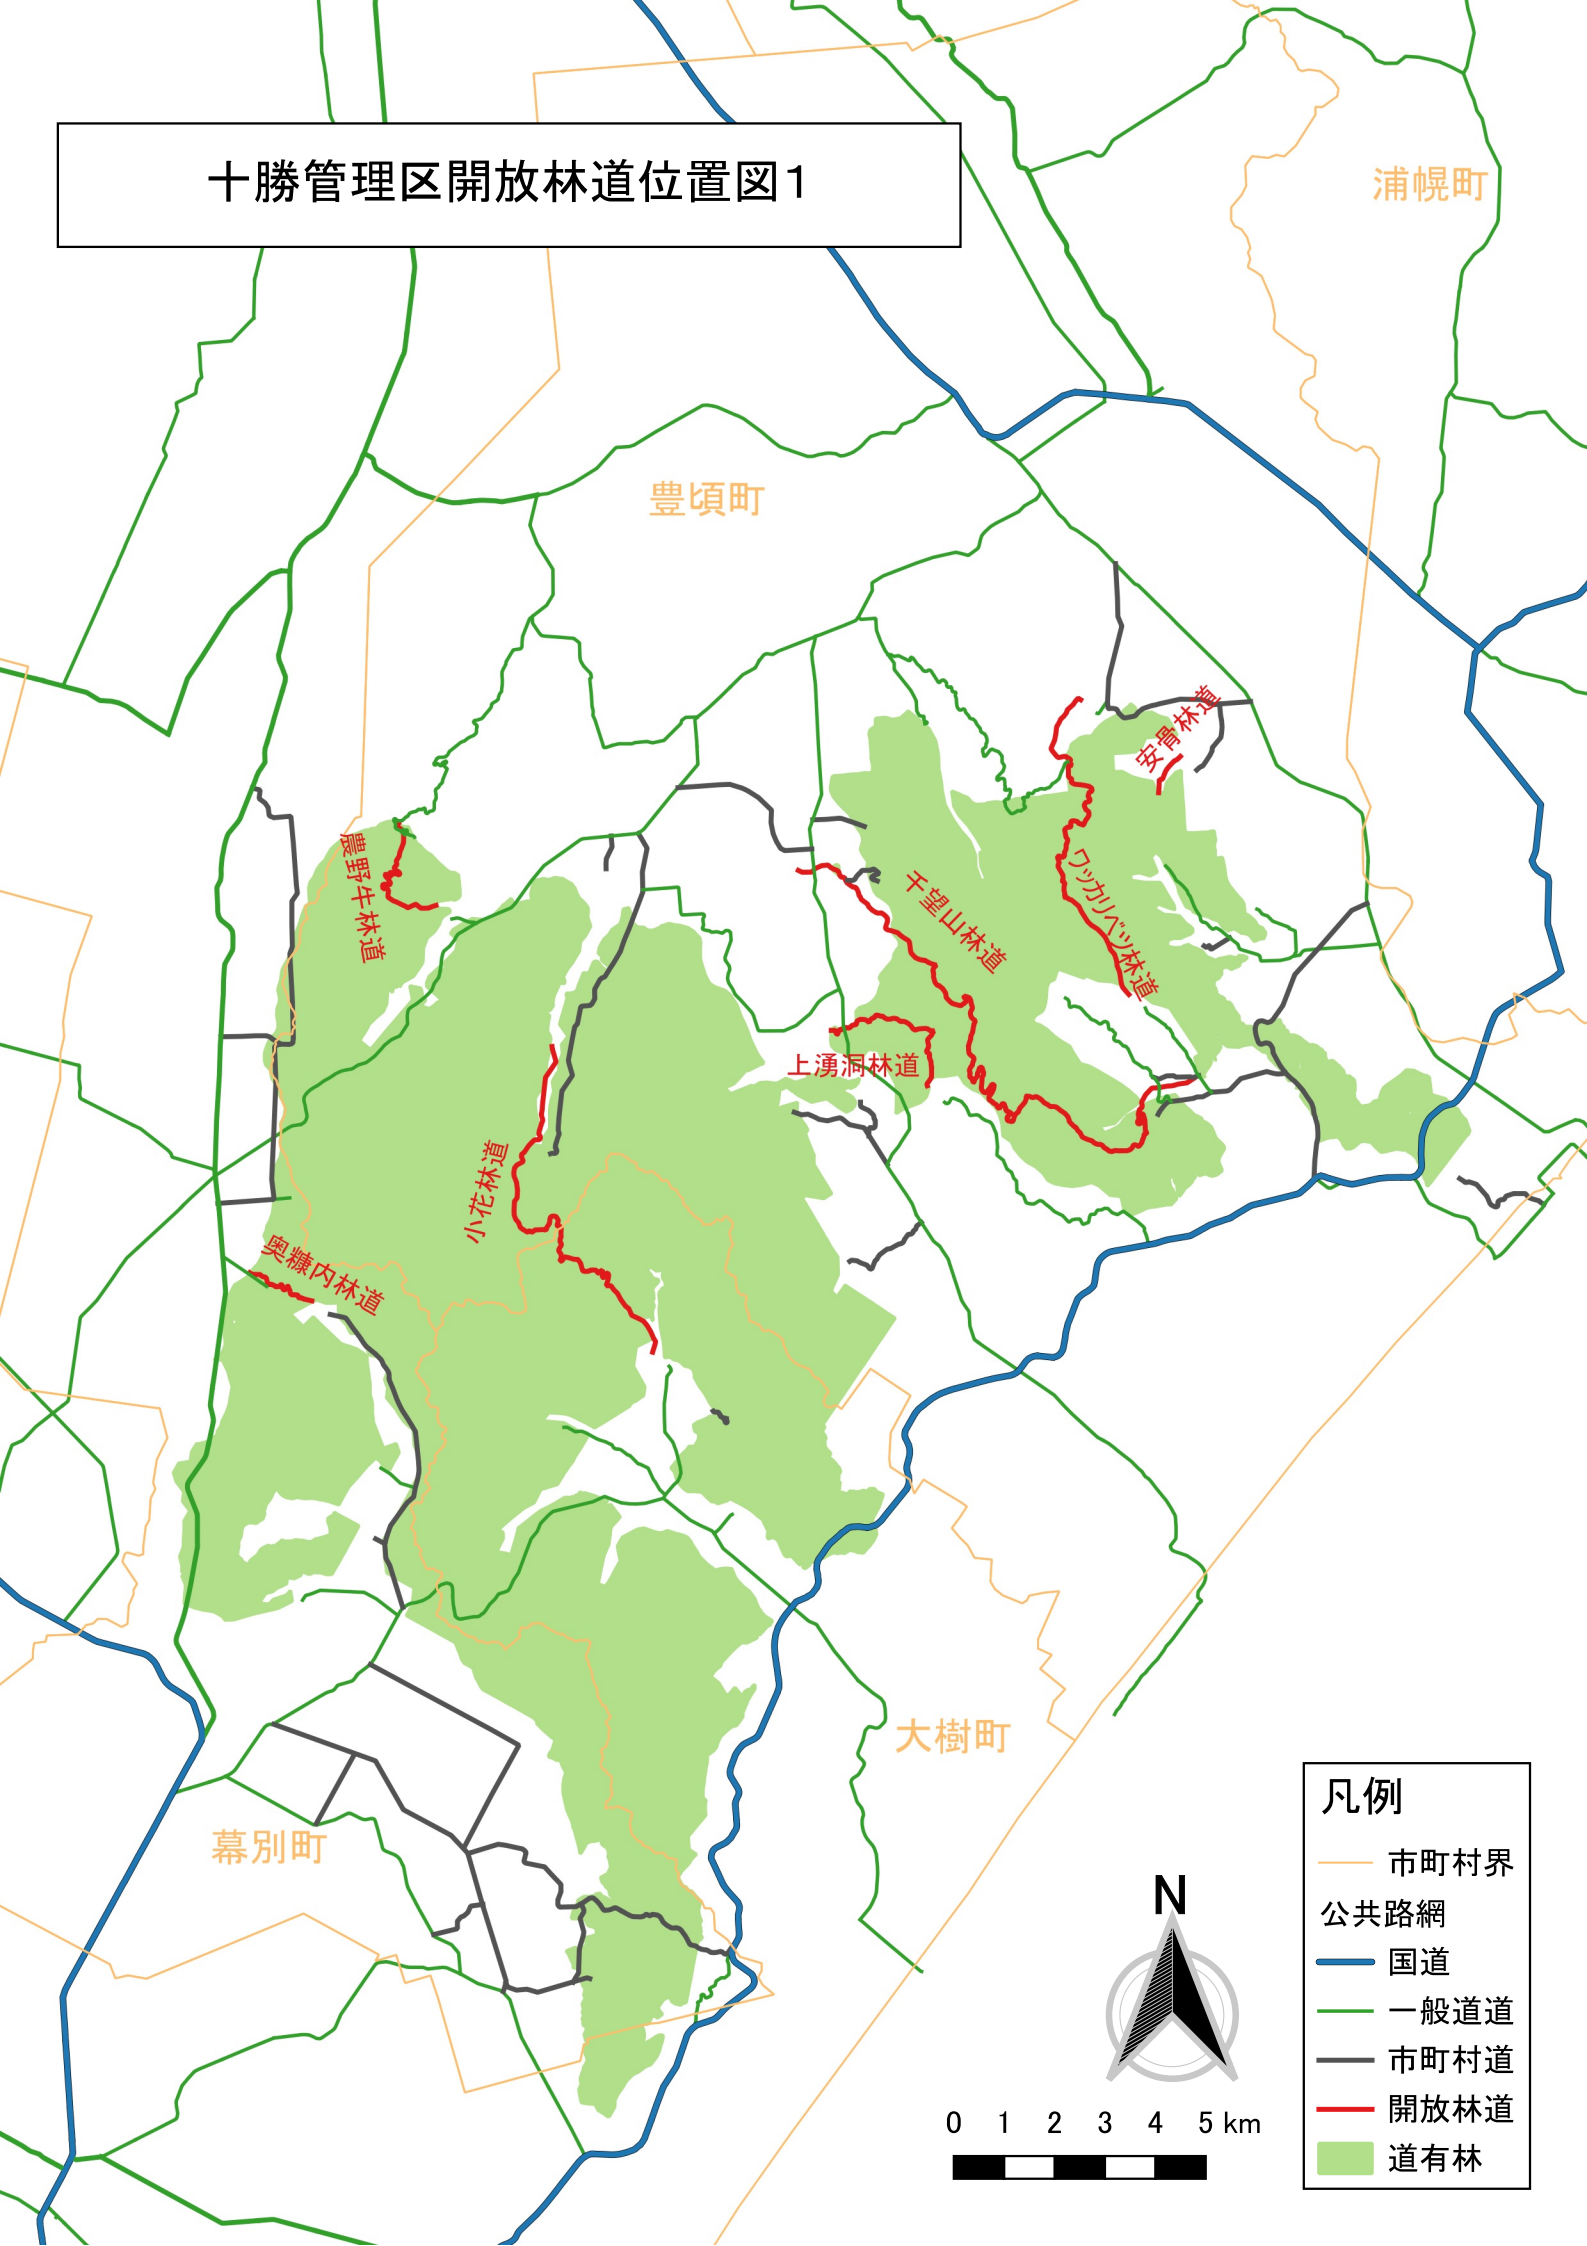 十勝管理区開放林道位置図1
浦幌町
豊頃町
安骨林道
農野牛林道
ワッカリベツ林道
千望山林道
上湧洞林道
小花林道
奥糠内林道
大樹町
幕別町
N
0 1 2 3 4 5 km
凡例
市町村界
公共路網
国道
一般道道
市町村道
開放林道
道有林